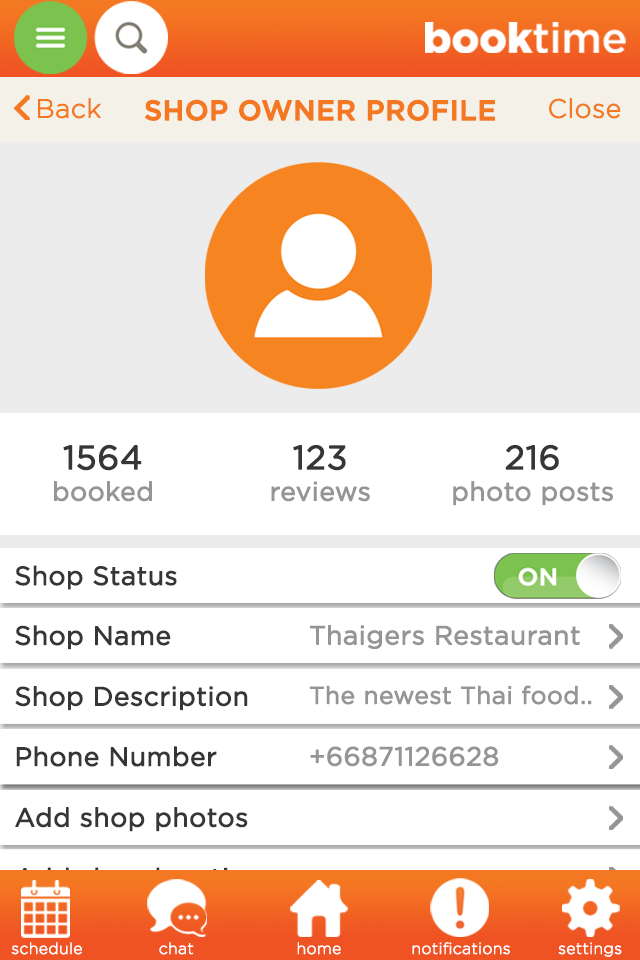 booktime
Back SHOP OWNER PROFILE Close
1564 123 216
booked reviews photo posts
Shop Status ON
Shop Name Thaigers Restaurant
Shop Description The newest Thai food..
Phone Number +66871126628
Add shop photos
schedule chat home notifications settings